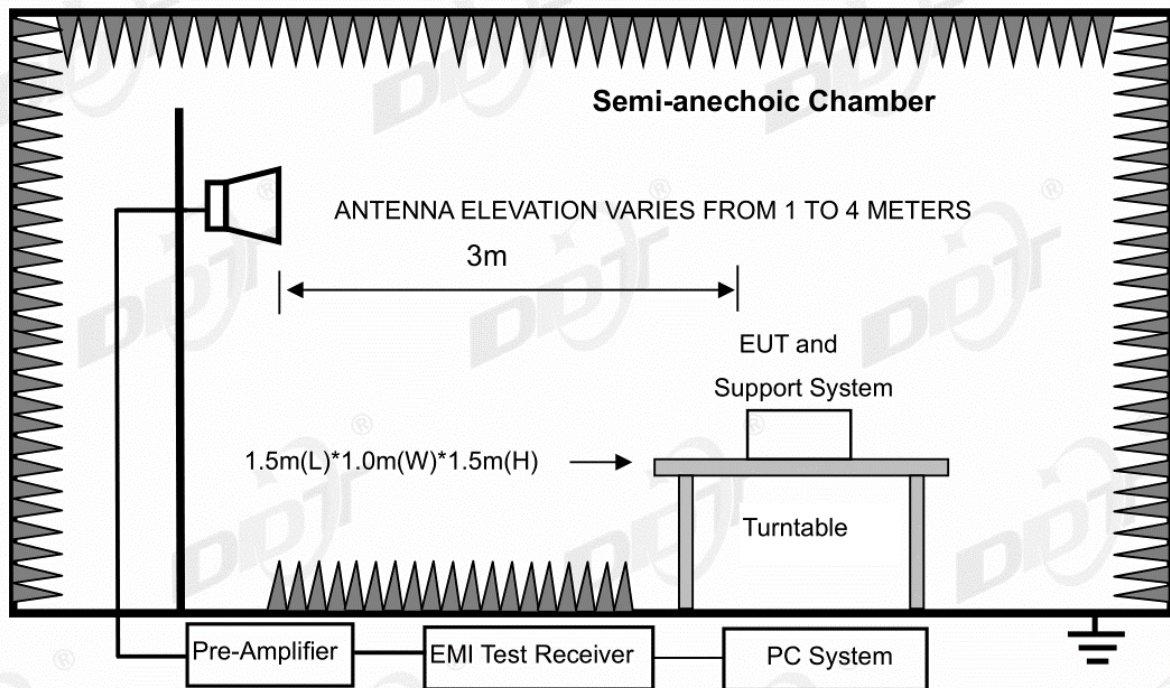 Semi-anechoic Chamber
ANTENNA ELEVATION VARIES FROM 1 TO 4 METERS
3m
EUT and
Support System
1.5m(L)*1.0m(W)*1.5m(H)
Turntable
Pre-Amplifier
EMI Test Receiver
PC System
DDT®